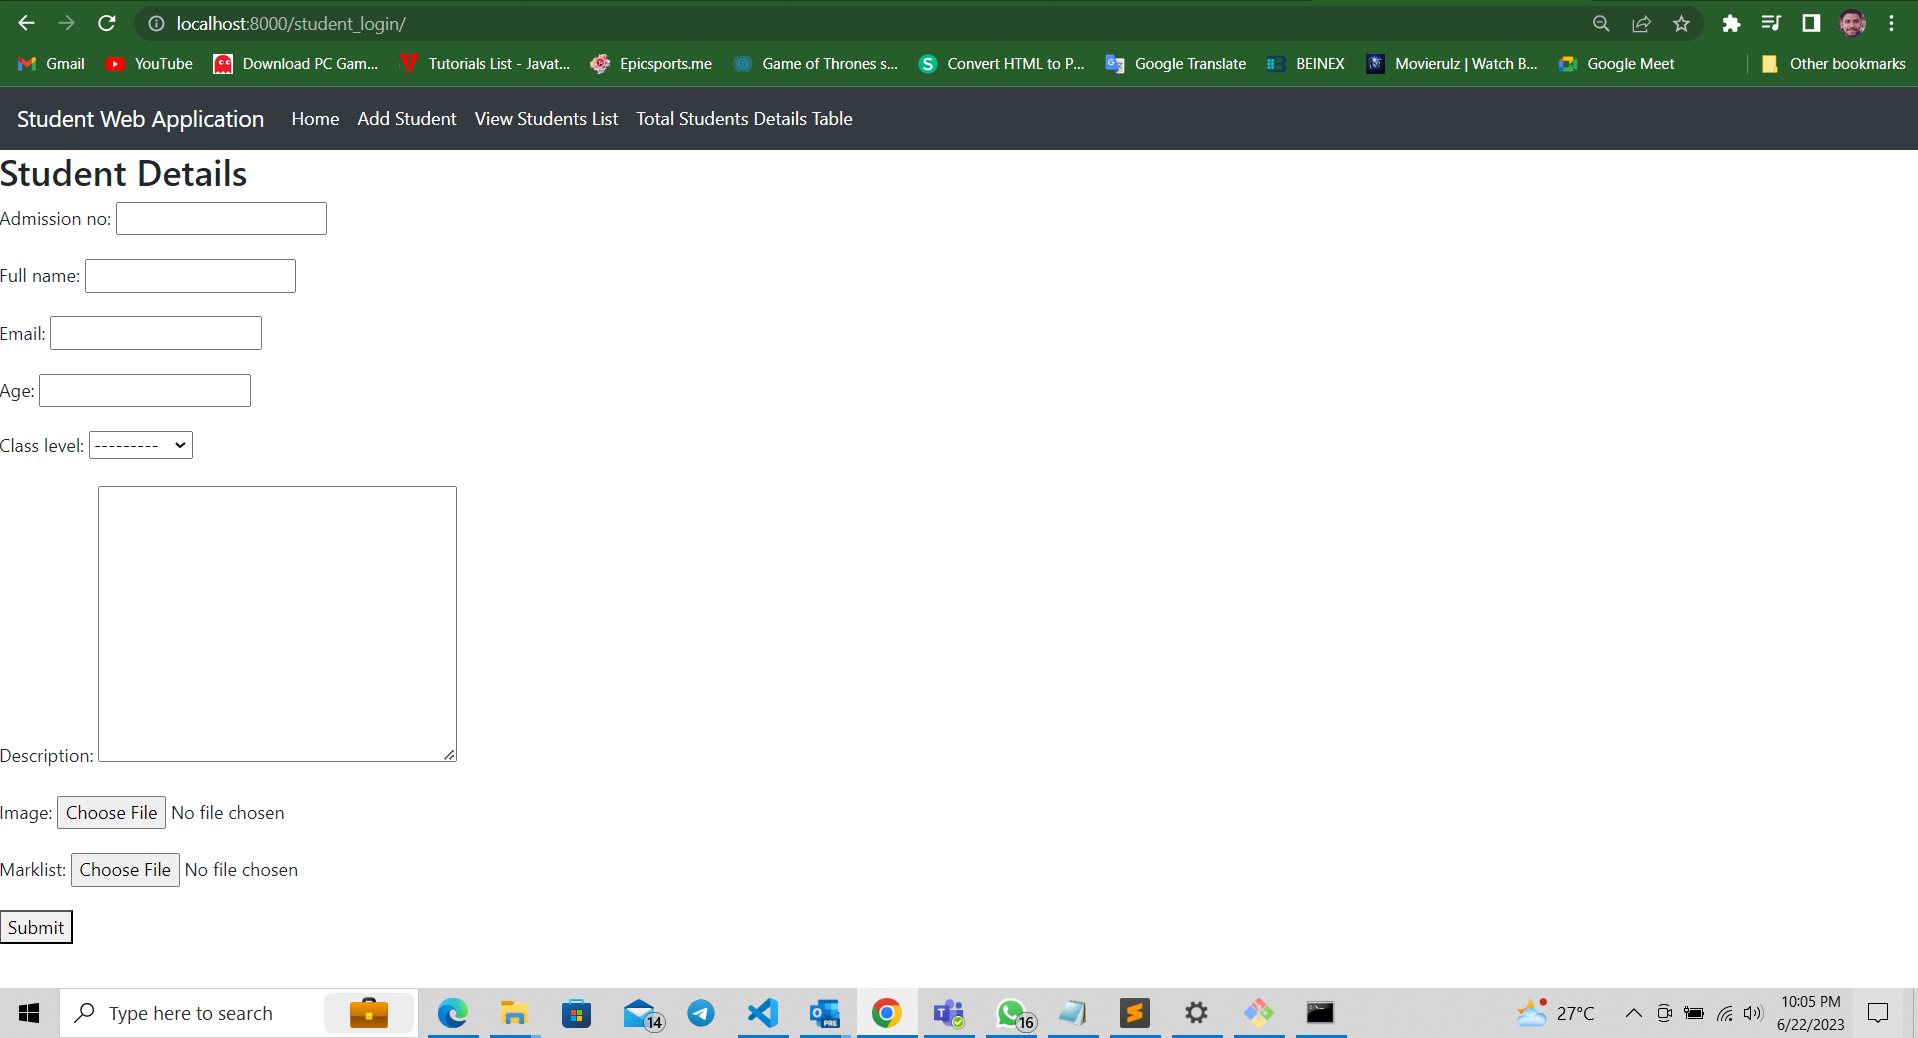 localhost:8000/student_login/
Gmail YouTube Download PC Gam... Tutorials List - Javat... Epicsports.me Game of Thrones s... Convert HTML to P... Google Translate BEINEX Movierulz | Watch B... Google Meet Other bookmarks
Student Web Application Home Add Student View Students List Total Students Details Table
Student Details
Admission no:
Full name:
Email:
Age:
Class level: ---------
Description:
Image: Choose File No file chosen
Marklist: Choose File No file chosen
Submit
Type here to search 14 PRE 16 27°C 10:05 PM
6/22/2023